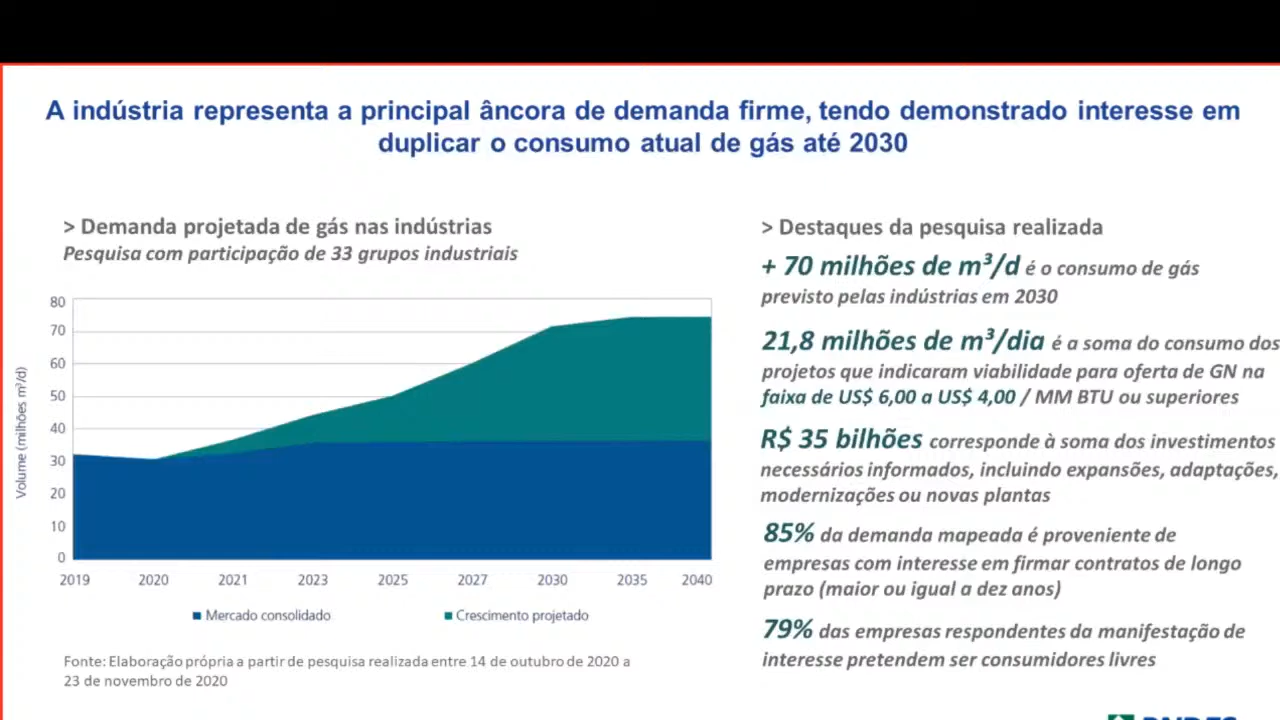 A indústria representa a principal âncora de demanda firme, tendo demonstrado interesse em
duplicar o consumo atual de gás até 2030
> Demanda projetada de gás nas indústrias
Pesquisa com participação de 33 grupos industriais
80
70
60
50
40
30
20
10
0
Volume (milhões m³/d)
2019 2020 2021 2023 2025 2027 2030 2035 2040
Mercado consolidado Crescimento projetado
Fonte: Elaboração própria a partir de pesquisa realizada entre 14 de outubro de 2020 a
23 de novembro de 2020
> Destaques da pesquisa realizada
+ 70 milhões de m³/d é o consumo de gás
previsto pelas indústrias em 2030
21,8 milhões de m³/dia é a soma do consumo dos
projetos que indicaram viabilidade para oferta de GN na
faixa de US$ 6,00 a US$ 4,00 / MM BTU ou superiores
R$ 35 bilhões corresponde à soma dos investimentos
necessários informados, incluindo expansões, adaptações,
modernizações ou novas plantas
85% da demanda mapeada é proveniente de
empresas com interesse em firmar contratos de longo
prazo (maior ou igual a dez anos)
79% das empresas respondentes da manifestação de
interesse pretendem ser consumidores livres